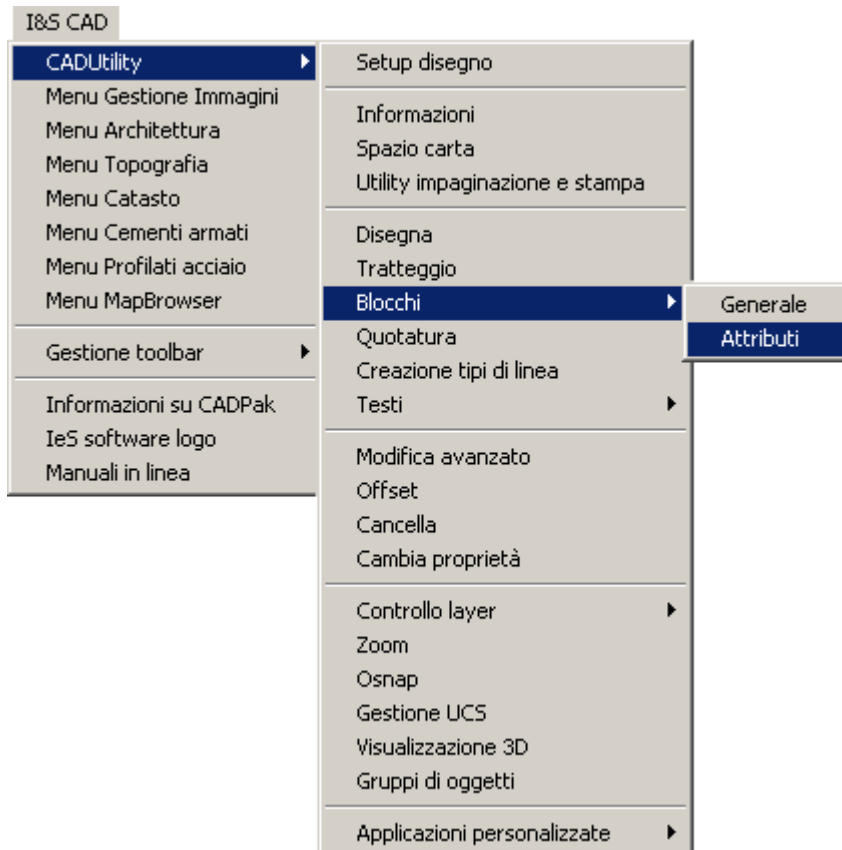 I&S CAD
CADUtility
Menu Gestione Immagini
Menu Architettura
Menu Topografia
Menu Catasto
Menu Cementi armati
Menu Profilati acciaio
Menu MapBrowser
Gestione toolbar
Informazioni su CADPak
IeS software logo
Manuali in linea
Setup disegno
Informazioni
Spazio carta
Utility impaginazione e stampa
Disegna
Tratteggio
Blocchi
Quotatura
Creazione tipi di linea
Testi
Modifica avanzato
Offset
Cancella
Cambia proprietà
Controllo layer
Zoom
Osnap
Gestione UCS
Visualizzazione 3D
Gruppi di oggetti
Applicazioni personalizzate
Generale
Attributi